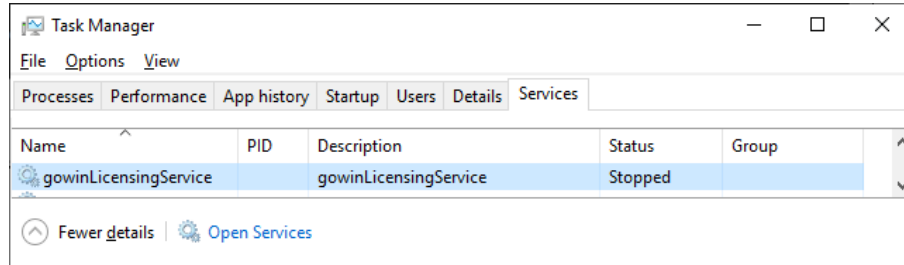 Task Manager
File Options View
Processes Performance App history Startup Users Details Services
Name PID Description Status Group
gowinLicensingService gowinLicensingService Stopped
Fewer details Open Services